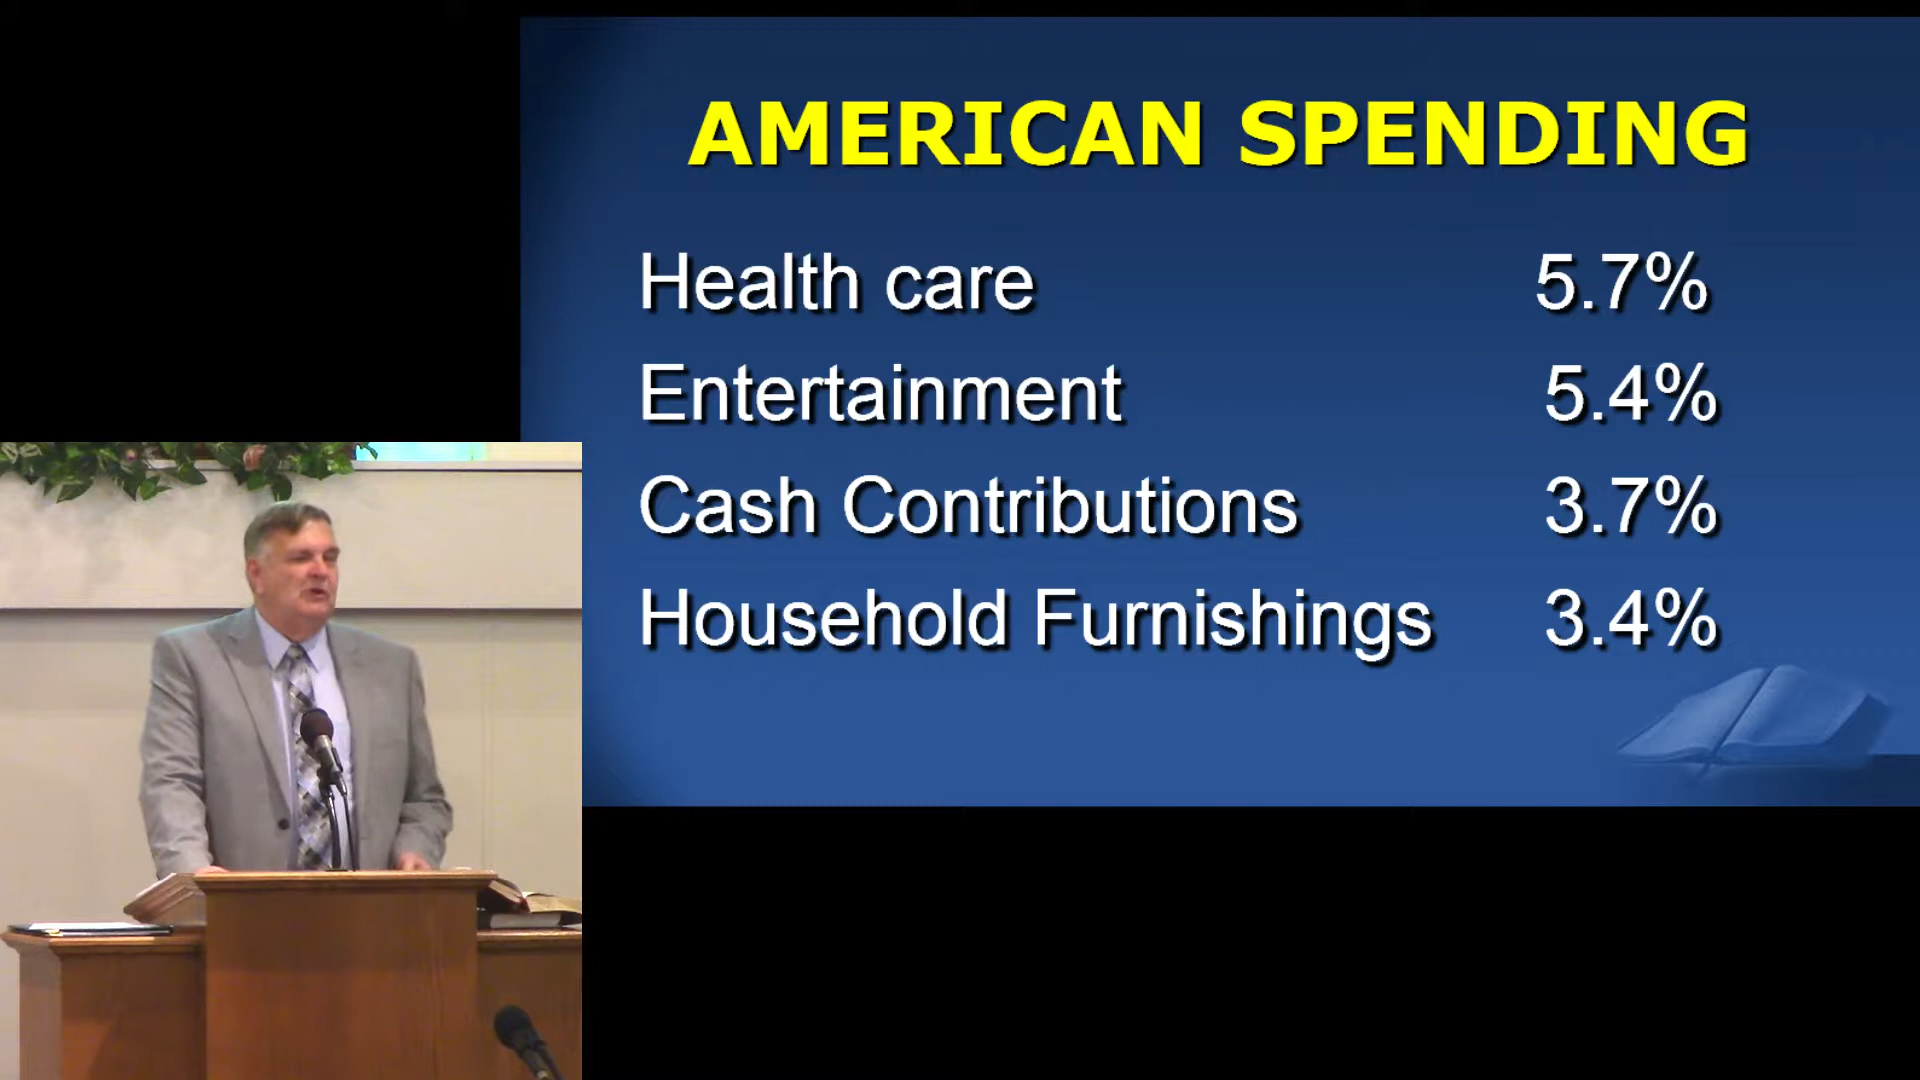 AMERICAN SPENDING
Health care 5.7%
Entertainment 5.4%
Cash Contributions 3.7%
Household Furnishings 3.4%